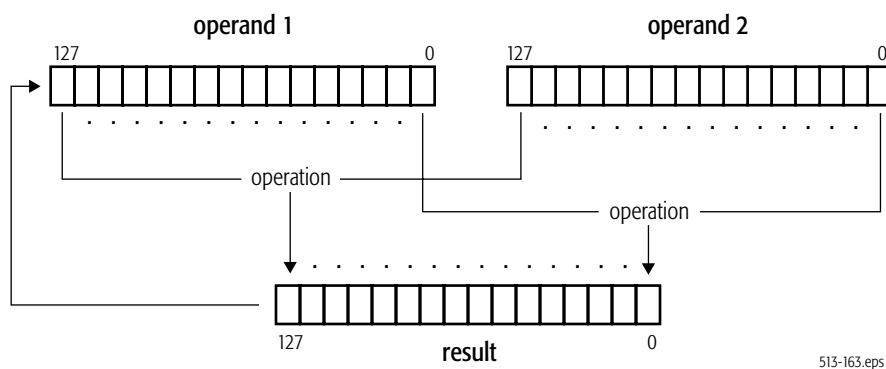 operand 1 operand 2
127 0 127 0
operation
operation
127 0
result
513-163.eps